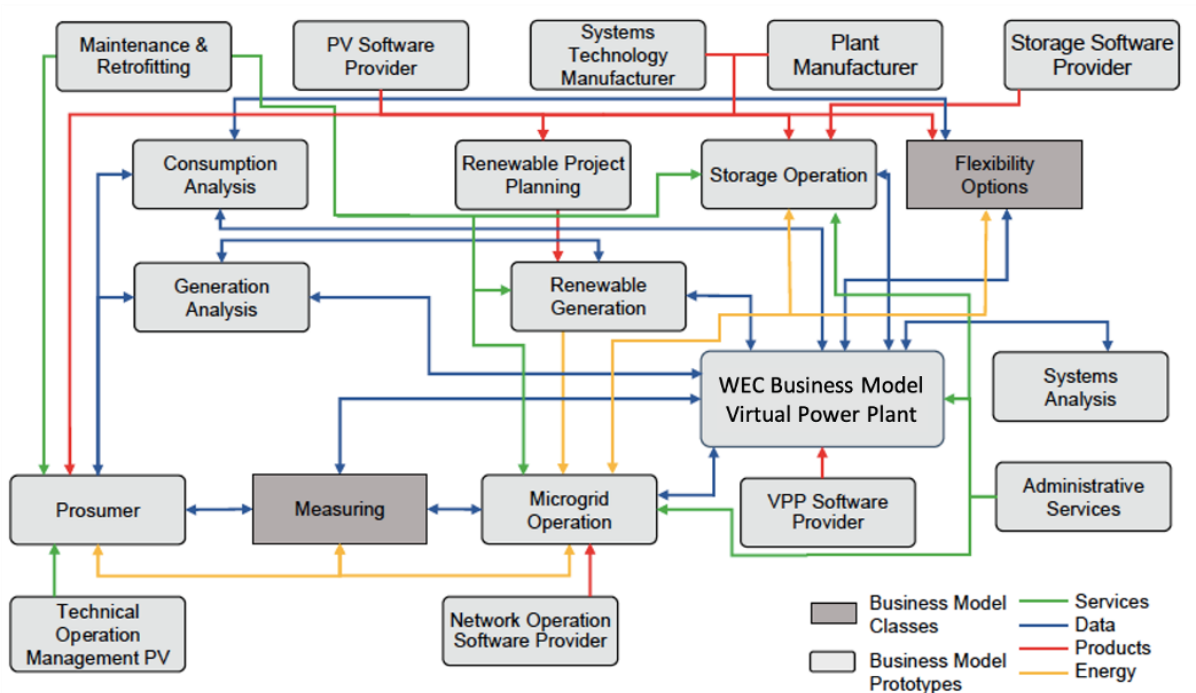 Maintenance &
Retrofitting
PV Software
Provider
Systems
Technology
Manufacturer
Plant
Manufacturer
Storage Software
Provider
Consumption
Analysis
Renewable Project
Planning
Storage Operation
Flexibility
Options
Generation
Analysis
Renewable
Generation
WEC Business Model
Virtual Power Plant
Systems
Analysis
Prosumer
Measuring
Microgrid
Operation
VPP Software
Provider
Administrative
Services
Technical
Operation
Management PV
Network Operation
Software Provider
Business Model
Classes
Business Model
Prototypes
Services
Data
Products
Energy